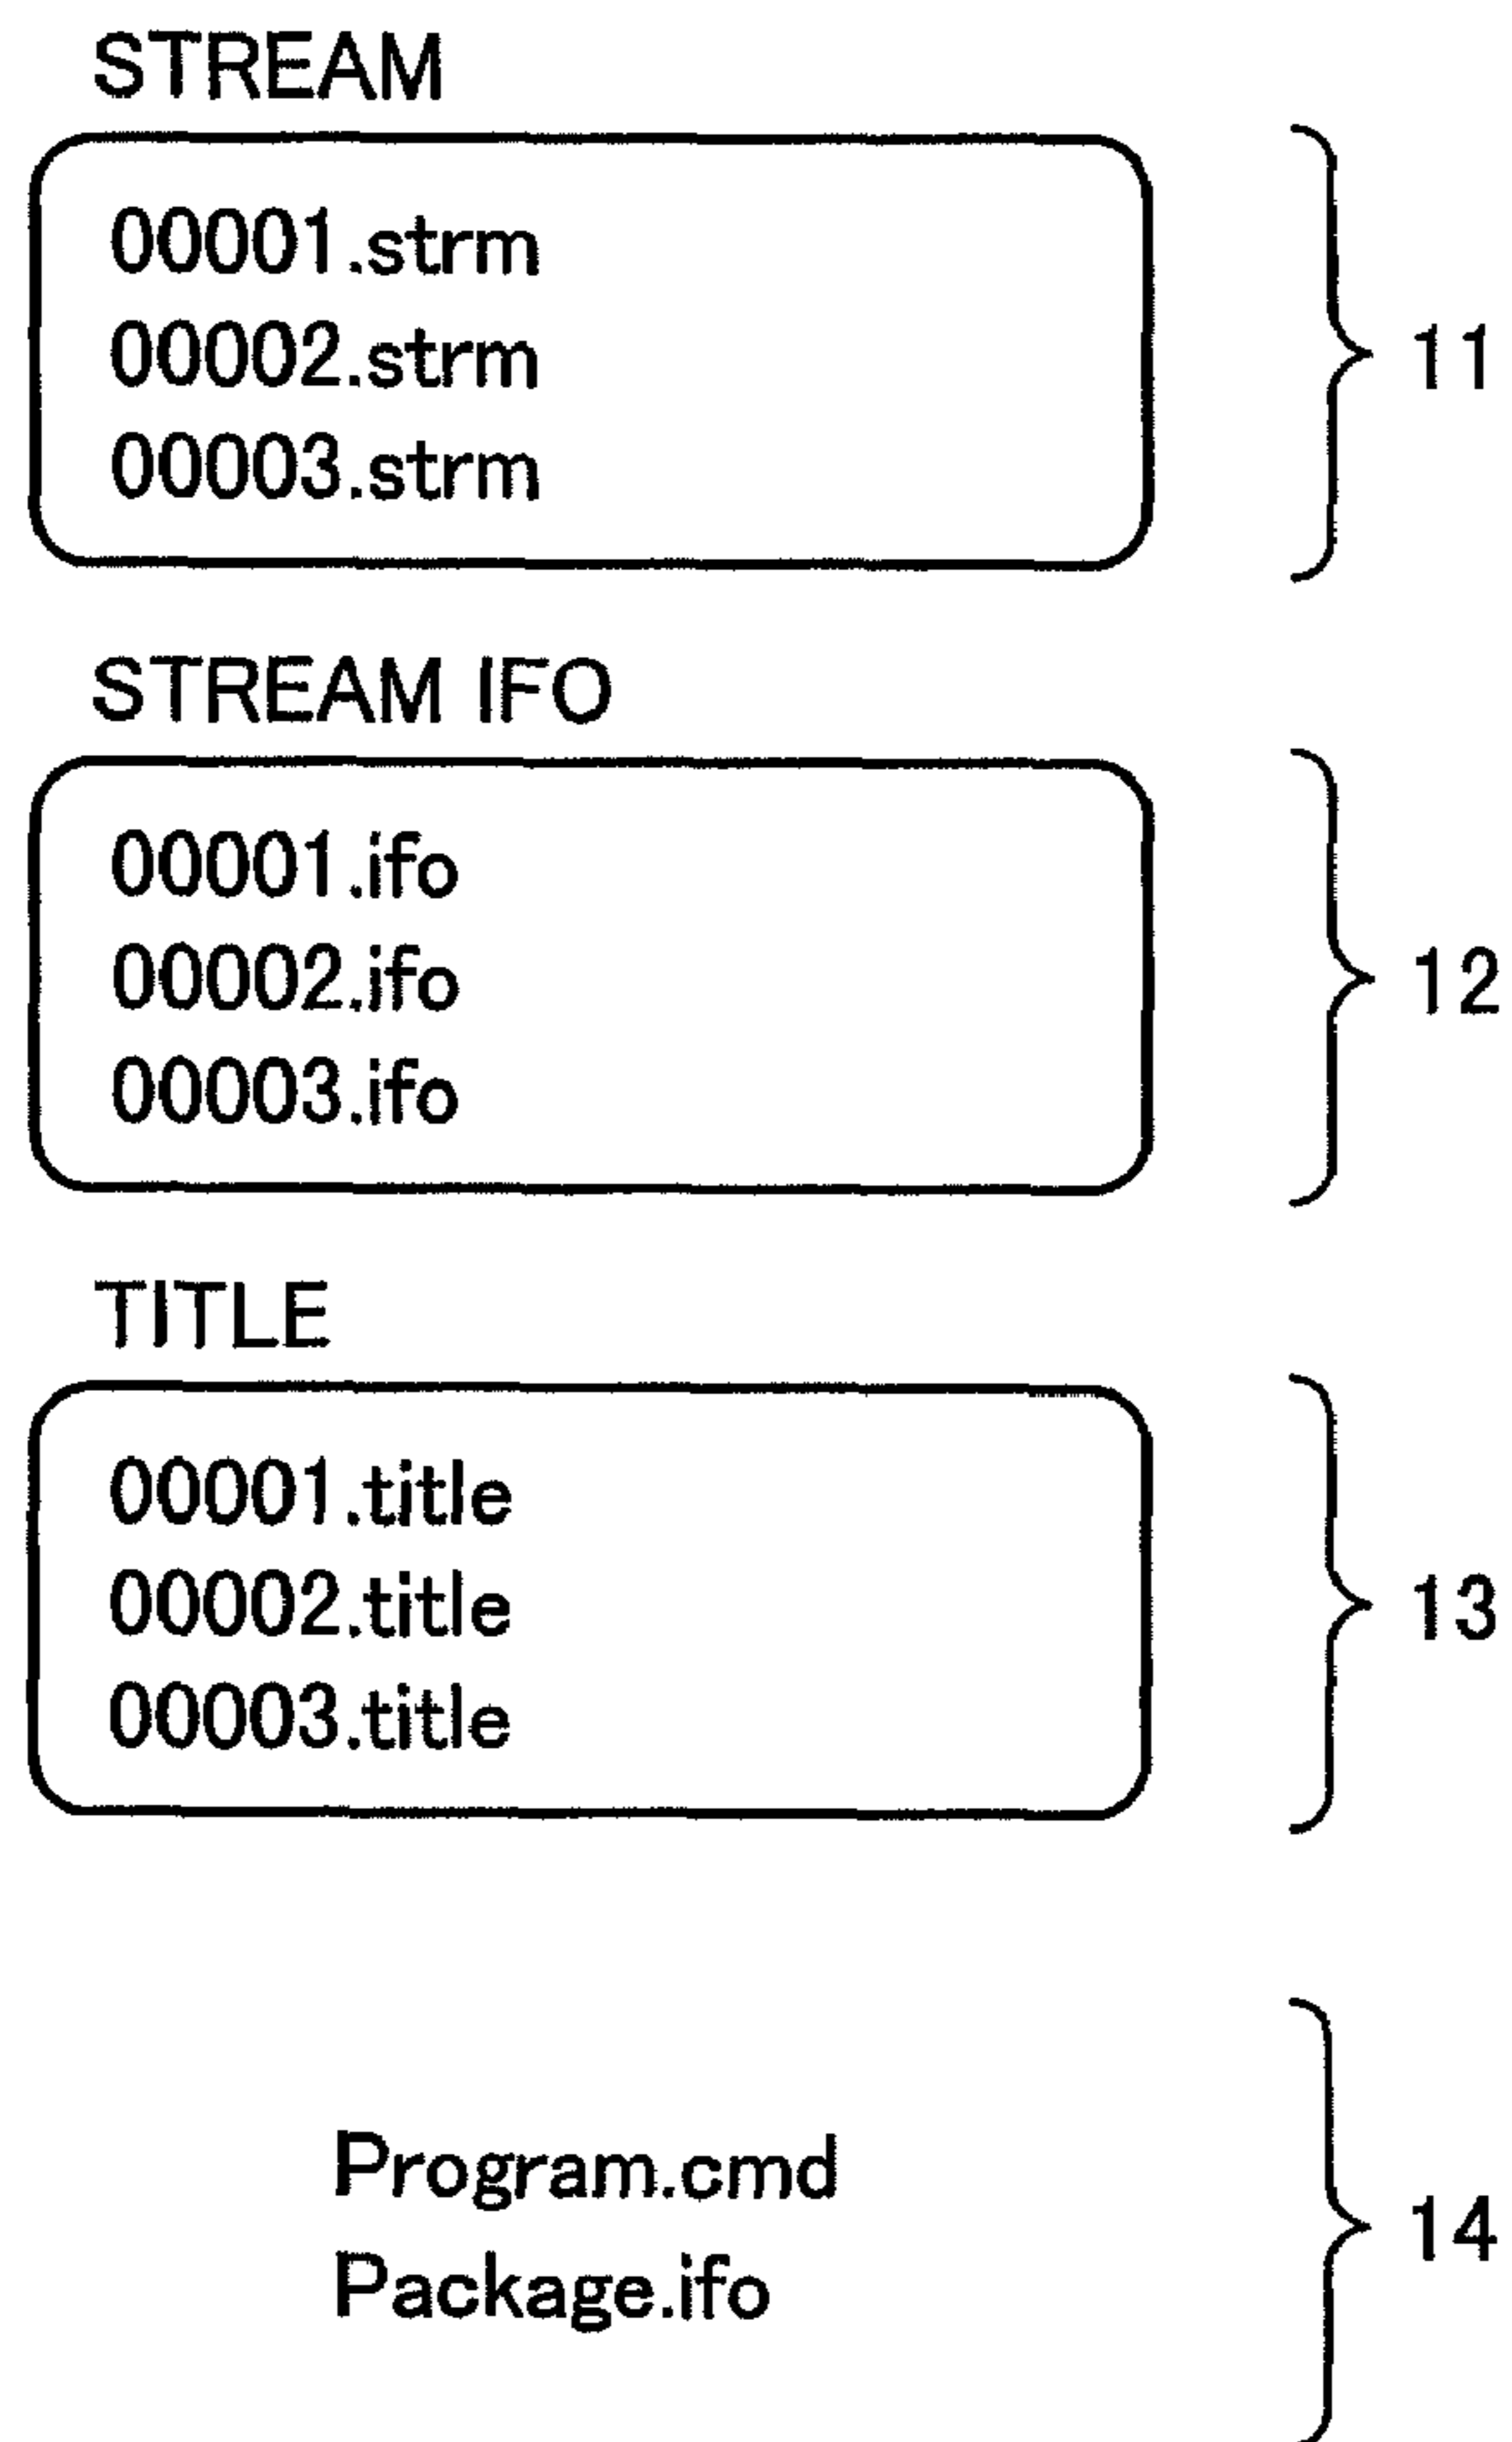 STREAM
00001.strm
00002.strm
00003.strm
11
STREAM IFO
00001.ifo
00002.ifo
00003.ifo
12
TITLE
00001.title
00002.title
00003.title
13
Program.cmd
Package.ifo
14